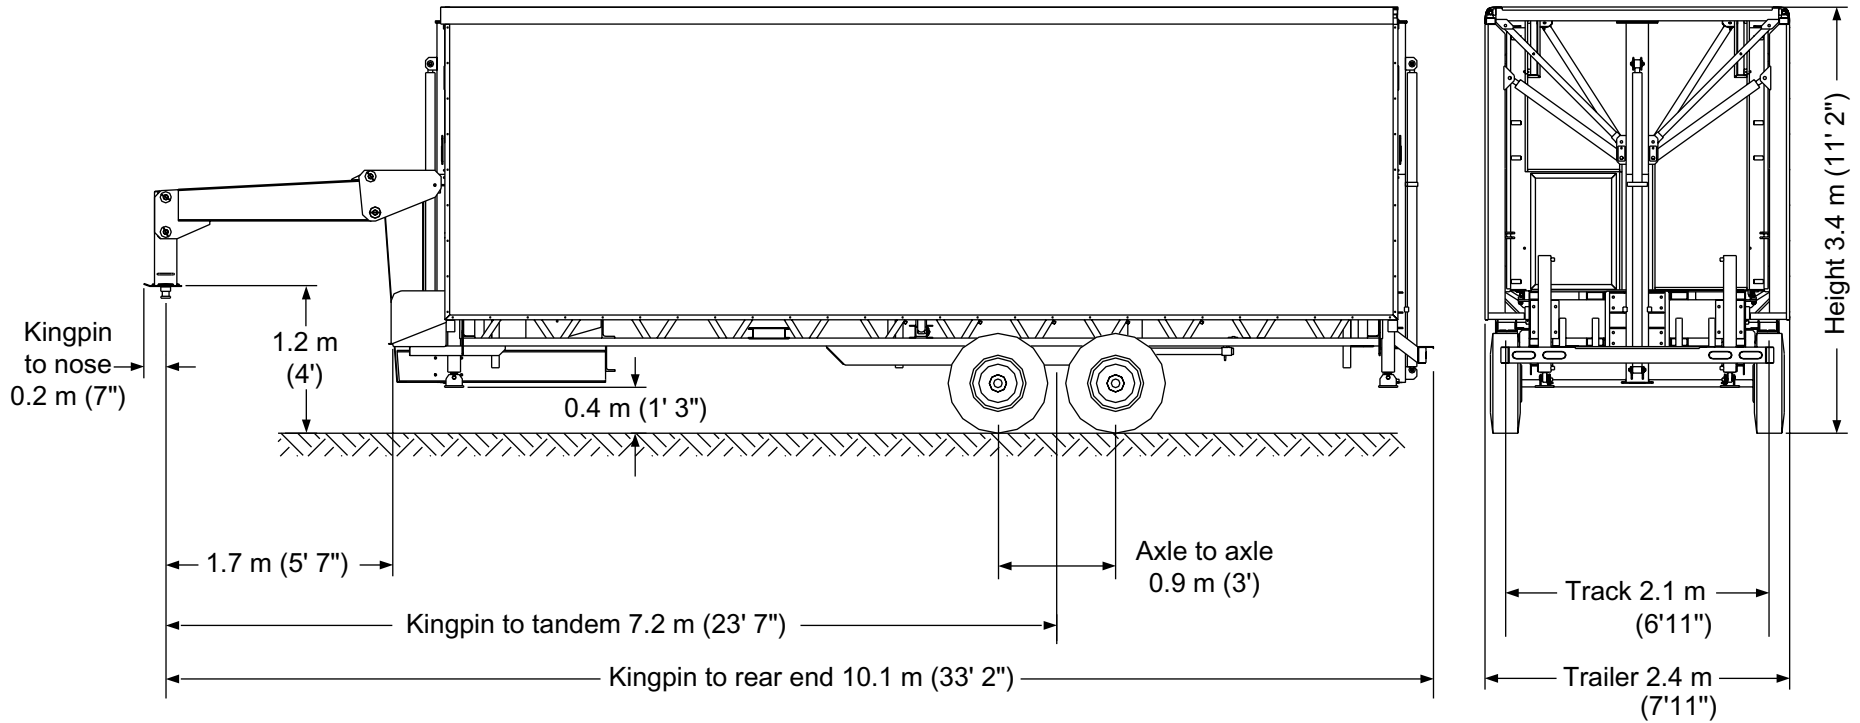 Kingpin
to nose
0.2 m (7")
1.2 m
(4')
0.4 m (1' 3")
1.7 m (5' 7")
Axle to axle
0.9 m (3')
Kingpin to tandem 7.2 m (23' 7")
Kingpin to rear end 10.1 m (33' 2")
Height 3.4 m (11' 2")
Track 2.1 m
(6'11")
Trailer 2.4 m
(7'11")